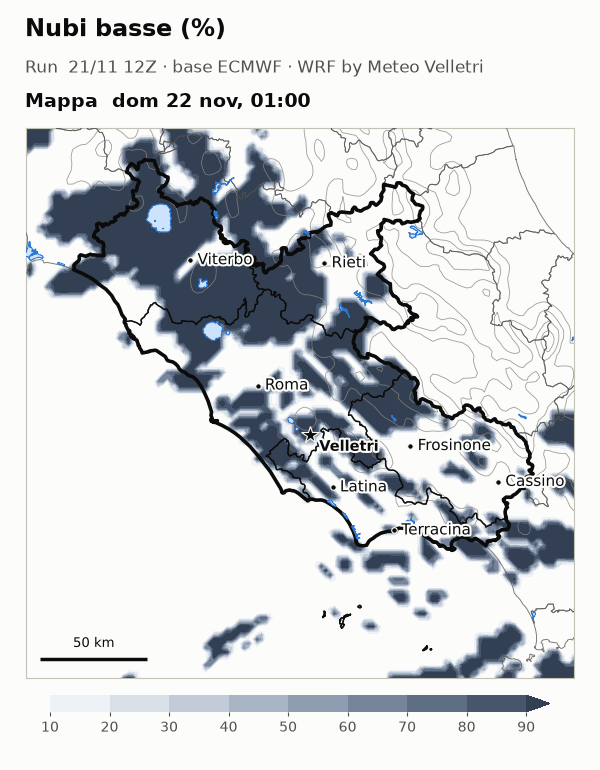 Nubi basse (%)
Run  21/11 12Z · base ECMWF · WRF by Meteo Velletri
Mappa  dom 22 nov, 01:00
Viterbo
Rieti
Roma
Velletri
Frosinone
Cassino
Latina
Terracina
50 km
10 20 30 40 50 60 70 80 90